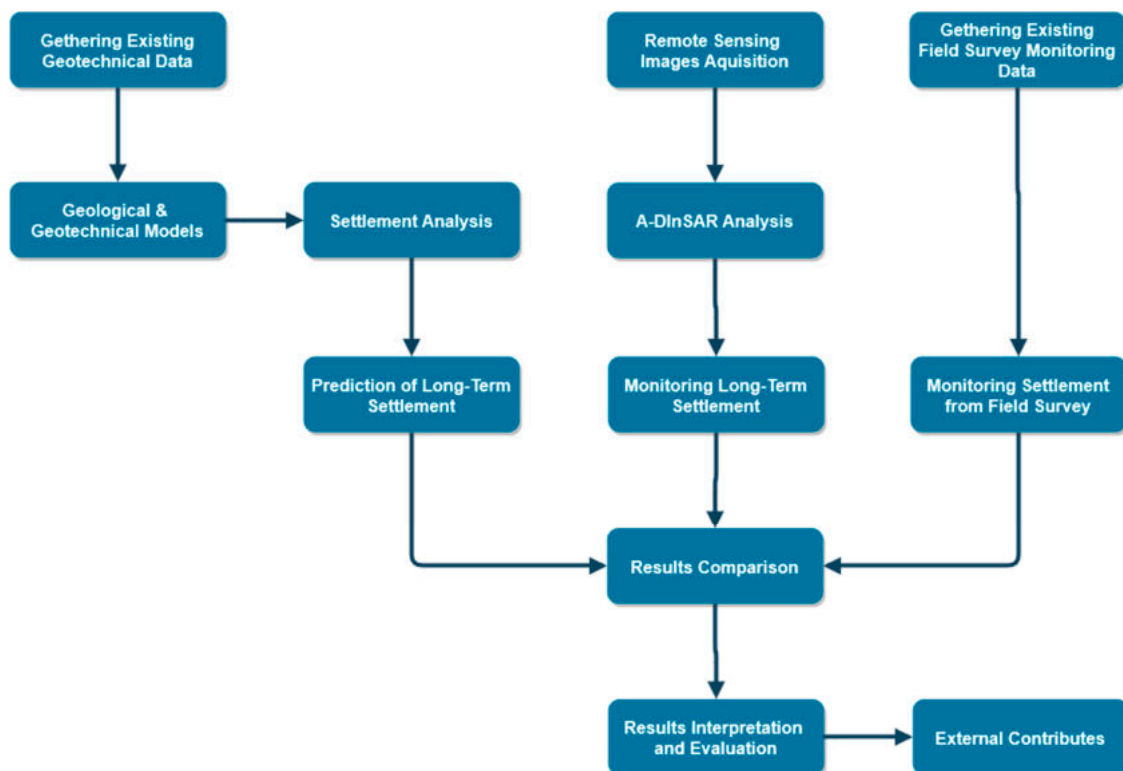 Gethering Existing
Geotechnical Data
Remote Sensing
Images Aquisition
Gethering Existing
Field Survey Monitoring
Data
Geological &
Geotechnical Models
Settlement Analysis
A-DInSAR Analysis
Prediction of Long-Term
Settlement
Monitoring Long-Term
Settlement
Monitoring Settlement
from Field Survey
Results Comparison
Results Interpretation
and Evaluation
External Contributes